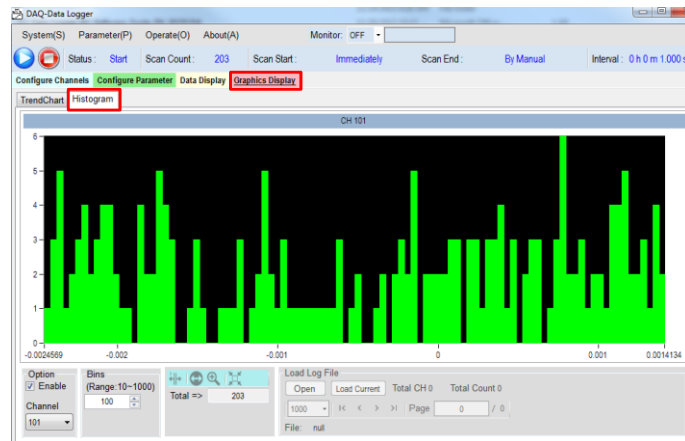 DAQ-Data Logger
System(S) Parameter(P) Operate(O) About(A) Monitor: OFF
Status : Start Scan Count : 203 Scan Start : Immediately Scan End : By Manual Interval : 0 h 0 m 1.000 s
Configure Channels Configure Parameter Data Display Graphics Display
TrendChart Histogram
CH 101
6
5
4
3
2
1
0
-0.0024569 -0.002 -0.001 0 0.001 0.0014134
Option Bins Load Log File
Enable (Range:10~1000) Open Load Current Total CH 0 Total Count 0
Channel 100 Total => 203
101 1000 Page 0 / 0
File: null